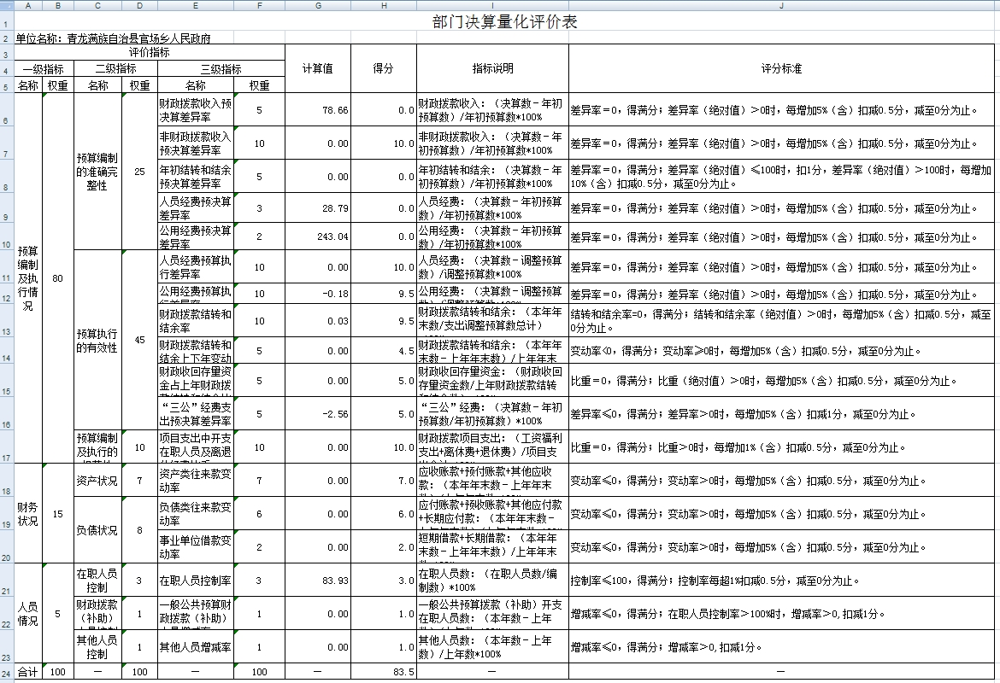 A B C D E F G H I J
1 部门决算量化评价表
2 单位名称：青龙满族自治县官场乡人民政府
3 评价指标 计算值 得分 指标说明 评分标准
4 一级指标 二级指标 三级指标
5 名称 权重 名称 权重 名称 权重
6 预算编制及执行情况 80 预算编制的准确完整性 25 财政拨款收入预决算差异率 5 78.66 0.0 财政拨款收入：（决算数－年初预算数）/年初预算数*100% 差异率＝0，得满分；差异率（绝对值）＞0时，每增加5%（含）扣减0.5分，减至0分为止。
7 非财政拨款收入预决算差异率 10 0.00 10.0 非财政拨款收入：（决算数－年初预算数）/年初预算数*100% 差异率＝0，得满分；差异率（绝对值）＞0时，每增加5%（含）扣减0.5分，减至0分为止。
8 年初结转和结余预决算差异率 5 0.00 0.0 年初结转和结余：（决算数－年初预算数）/年初预算数*100% 差异率＝0，得满分；差异率（绝对值）≤100时，扣1分，差异率（绝对值）＞100时，每增加10%（含）扣减0.5分，减至0分为止。
9 人员经费预决算差异率 3 28.79 0.0 人员经费：（决算数－年初预算数）/年初预算数*100% 差异率＝0，得满分；差异率（绝对值）＞0时，每增加5%（含）扣减0.5分，减至0分为止。
10 公用经费预决算差异率 2 243.04 0.0 公用经费：（决算数－年初预算数）/年初预算数*100% 差异率＝0，得满分；差异率（绝对值）＞0时，每增加5%（含）扣减0.5分，减至0分为止。
11 预算执行的有效性 45 人员经费预算执行差异率 10 0.00 10.0 人员经费：（决算数－调整预算数）/调整预算数*100% 差异率＝0，得满分；差异率（绝对值）＞0时，每增加5%（含）扣减0.5分，减至0分为止。
12 公用经费预算执 10 -0.18 9.5 公用经费：（决算数－调整预算 差异率＝0，得满分；差异率（绝对值）＞0时，每增加5%（含）扣减0.5分，减至0分为止。
13 财政拨款结转和结余率 10 0.03 9.5 财政拨款结转和结余：（本年年末数/支出调整预算数总计） 结转和结余率=0，得满分；结转和结余率（绝对值）＞0时，每增加5%（含）扣减0.5分，减至0分为止。
14 财政拨款结转和结余上下年变动 5 0.00 4.5 财政拨款结转和结余：（本年年末数－上年年末数）/上年年末 变动率<0，得满分；变动率≥0时，每增加5%（含）扣减0.5分，减至0分为止。
15 财政收回存量资金占上年财政拨 5 0.00 5.0 财政收回存量资金：（财政收回存量资金数/上年财政拨款结转 比重＝0，得满分；比重（绝对值）＞0时，每增加5%（含）扣减0.5分，减至0分为止。
16 “三公”经费支出预决算差异率 5 -2.56 5.0 “三公”经费：（决算数－年初预算数/年初预算数）*100% 差异率≤0，得满分；差异率＞0时，每增加5%（含）扣减1分，减至0分为止。
17 预算编制及执行的 10 项目支出中开支在职人员及离退 10 0.00 10.0 财政拨款项目支出：（工资福利支出+离休费+退休费）/项目支 比重＝0，得满分；比重＞0时，每增加1%（含）扣减0.5分，减至0分为止。
18 财务状况 15 资产状况 7 资产类往来款变动率 7 0.00 7.0 应收账款+预付账款+其他应收款：（本年年末数－上年年末 变动率≤0，得满分；变动率＞0时，每增加5%（含）扣减0.5分，减至0分为止。
19 负债状况 8 负债类往来款变动率 6 0.00 6.0 应付账款+预收账款+其他应付款+长期应付款：（本年年末数－ 变动率≤0，得满分；变动率＞0时，每增加5%（含）扣减0.5分，减至0分为止。
20 事业单位借款变动率 2 0.00 2.0 短期借款+长期借款：（本年年末数－上年年末数）/上年年末 变动率≤0，得满分；变动率＞0时，每增加5%（含）扣减0.5分，减至0分为止。
21 人员情况 5 在职人员控制 3 在职人员控制率 3 83.93 3.0 在职人员数：（在职人员数/编制数）*100% 控制率≤100，得满分；控制率每超1%扣减0.5分，减至0分为止。
22 财政拨款（补助） 1 一般公共预算财政拨款（补助） 1 0.00 1.0 一般公共预算拨款（补助）开支在职人员数：（本年数－上年 增减率≤0，得满分；在职人员控制率＞100%时，增减率＞0,扣减1分。
23 其他人员控制 1 其他人员增减率 1 0.00 1.0 其他人员数：（本年数－上年数）/上年数*100% 增减率≤0，得满分；增减率＞0,扣减1分。
24 合计 100 — 100 — 100 — 83.5 — —